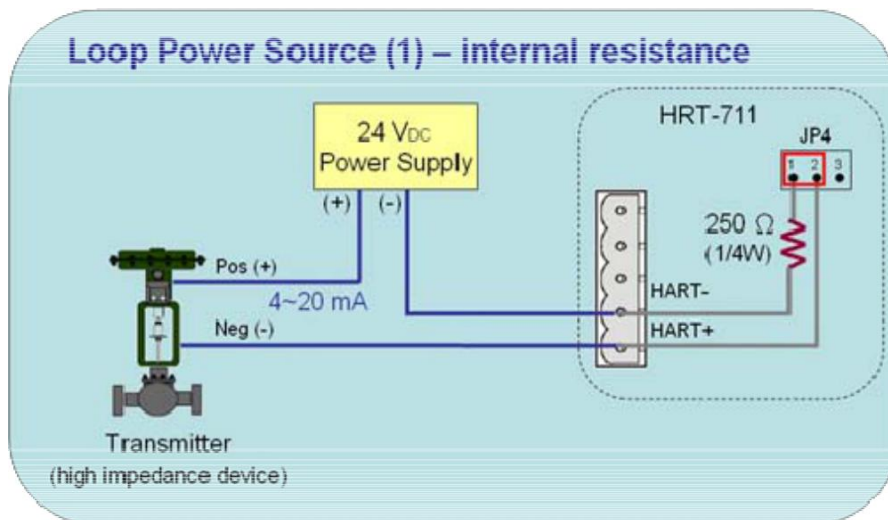 Loop Power Source (1) – internal resistance
24 VDC
Power Supply
(+) (-)
HRT-711
JP4
1 2 3
250 Ω
(1/4W)
HART-
HART+
Pos (+)
4~20 mA
Neg (-)
Transmitter
(high impedance device)